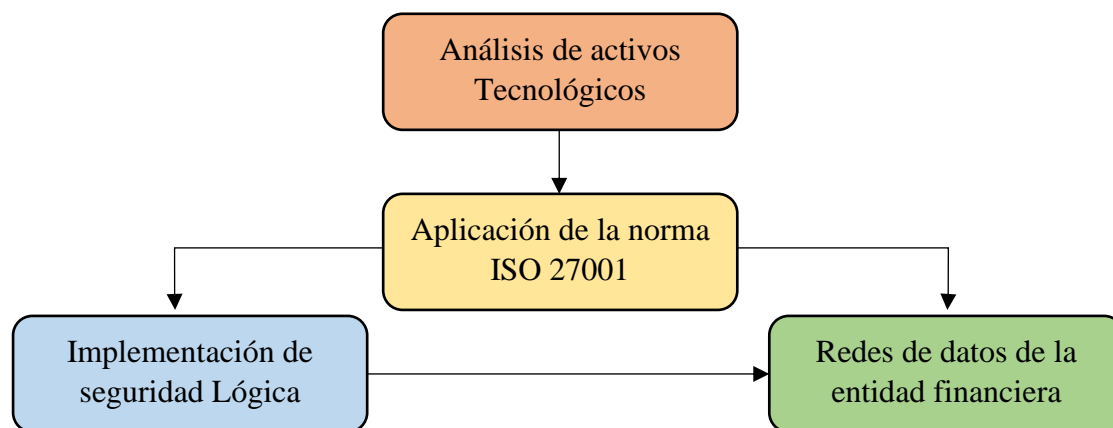 Análisis de activos
Tecnológicos
Aplicación de la norma
ISO 27001
Implementación de
seguridad Lógica
Redes de datos de la
entidad financiera